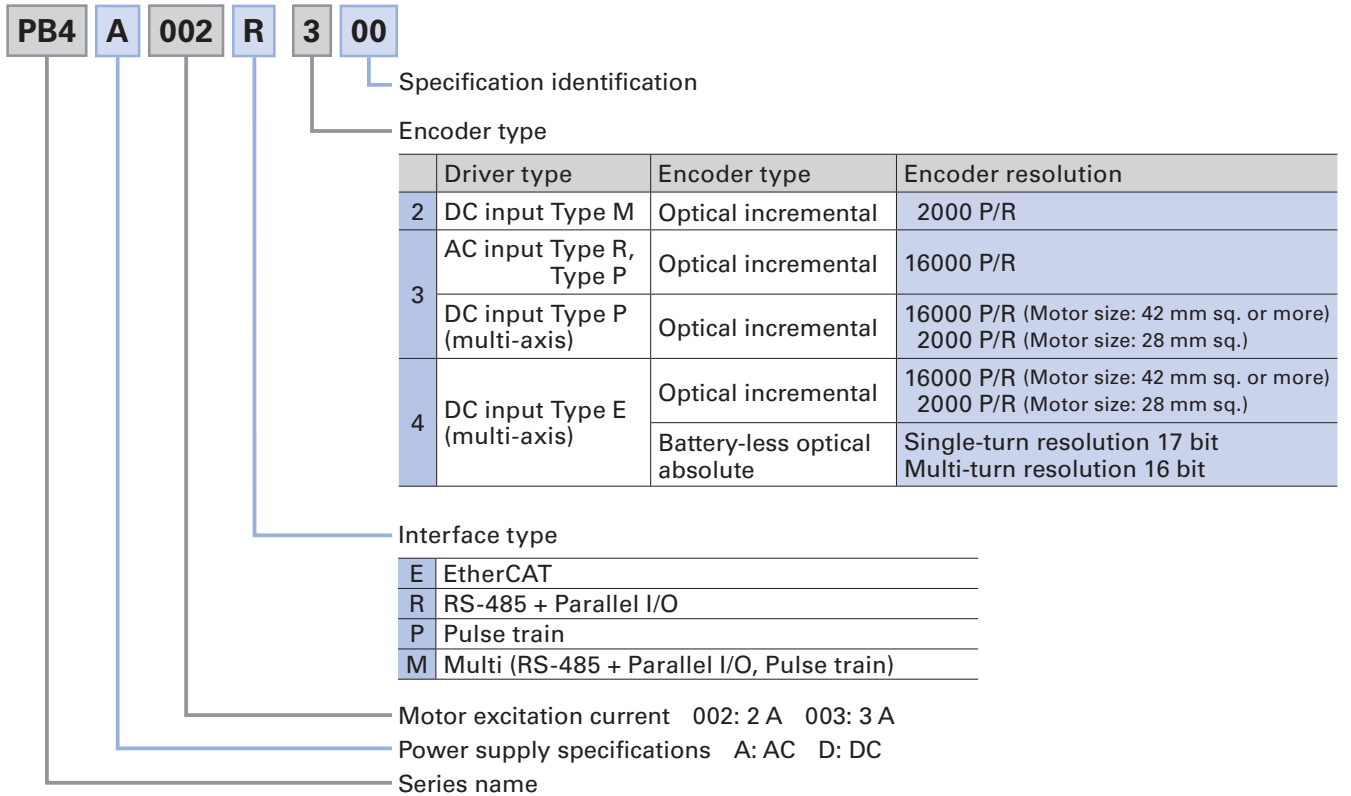 PB4 A 002 R 3 00
Specification identification
Encoder type
Driver type Encoder type Encoder resolution
2 DC input Type M Optical incremental 2000 P/R
3 AC input Type R,
Type P Optical incremental 16000 P/R
DC input Type P
(multi-axis) Optical incremental 16000 P/R (Motor size: 42 mm sq. or more)
2000 P/R (Motor size: 28 mm sq.)
4 DC input Type E
(multi-axis) Optical incremental 16000 P/R (Motor size: 42 mm sq. or more)
2000 P/R (Motor size: 28 mm sq.)
Battery-less optical
absolute Single-turn resolution 17 bit
Multi-turn resolution 16 bit
Interface type
E EtherCAT
R RS-485 + Parallel I/O
P Pulse train
M Multi (RS-485 + Parallel I/O, Pulse train)
Motor excitation current 002: 2 A 003: 3 A
Power supply specifications A: AC D: DC
Series name